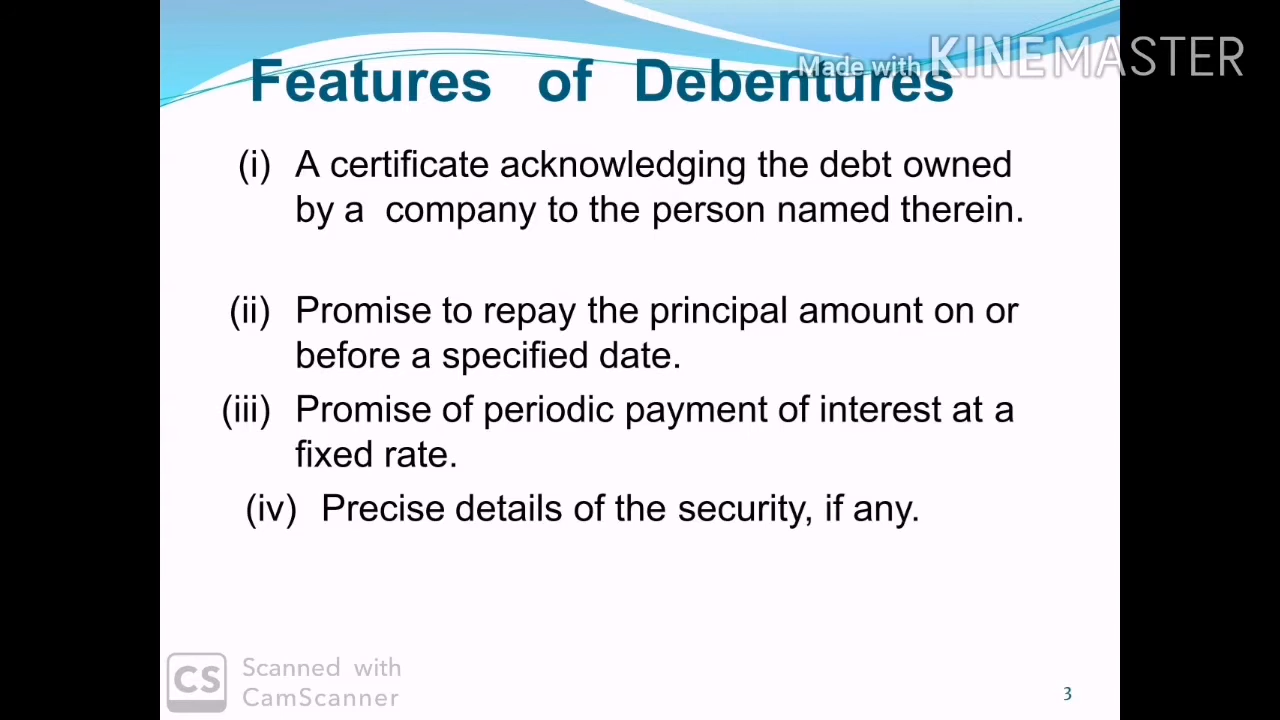 Made with KINEMASTER
Features of Debentures
(i) A certificate acknowledging the debt owned
by a company to the person named therein.
(ii) Promise to repay the principal amount on or
before a specified date.
(iii) Promise of periodic payment of interest at a
fixed rate.
(iv) Precise details of the security, if any.
CS Scanned with
CamScanner
3